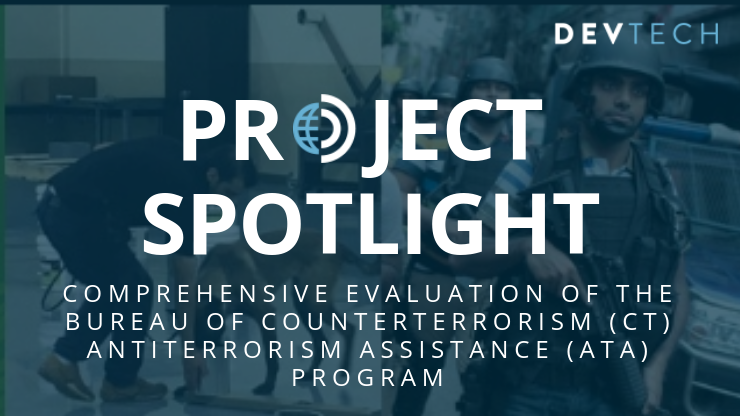 DEVTECH
PROJECT
SPOTLIGHT
COMPREHENSIVE EVALUATION OF THE
BUREAU OF COUNTERTERRORISM (CT)
ANTITERRORISM ASSISTANCE (ATA)
PROGRAM